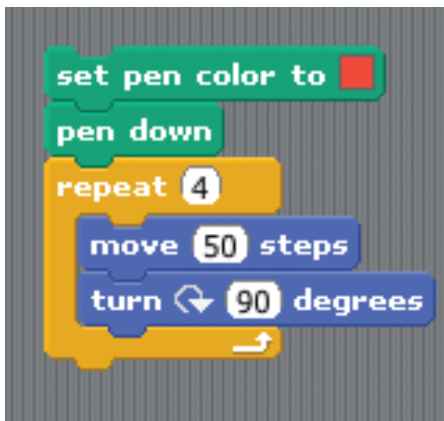 set pen color to
pen down
repeat 4
move 50 steps
turn 90 degrees